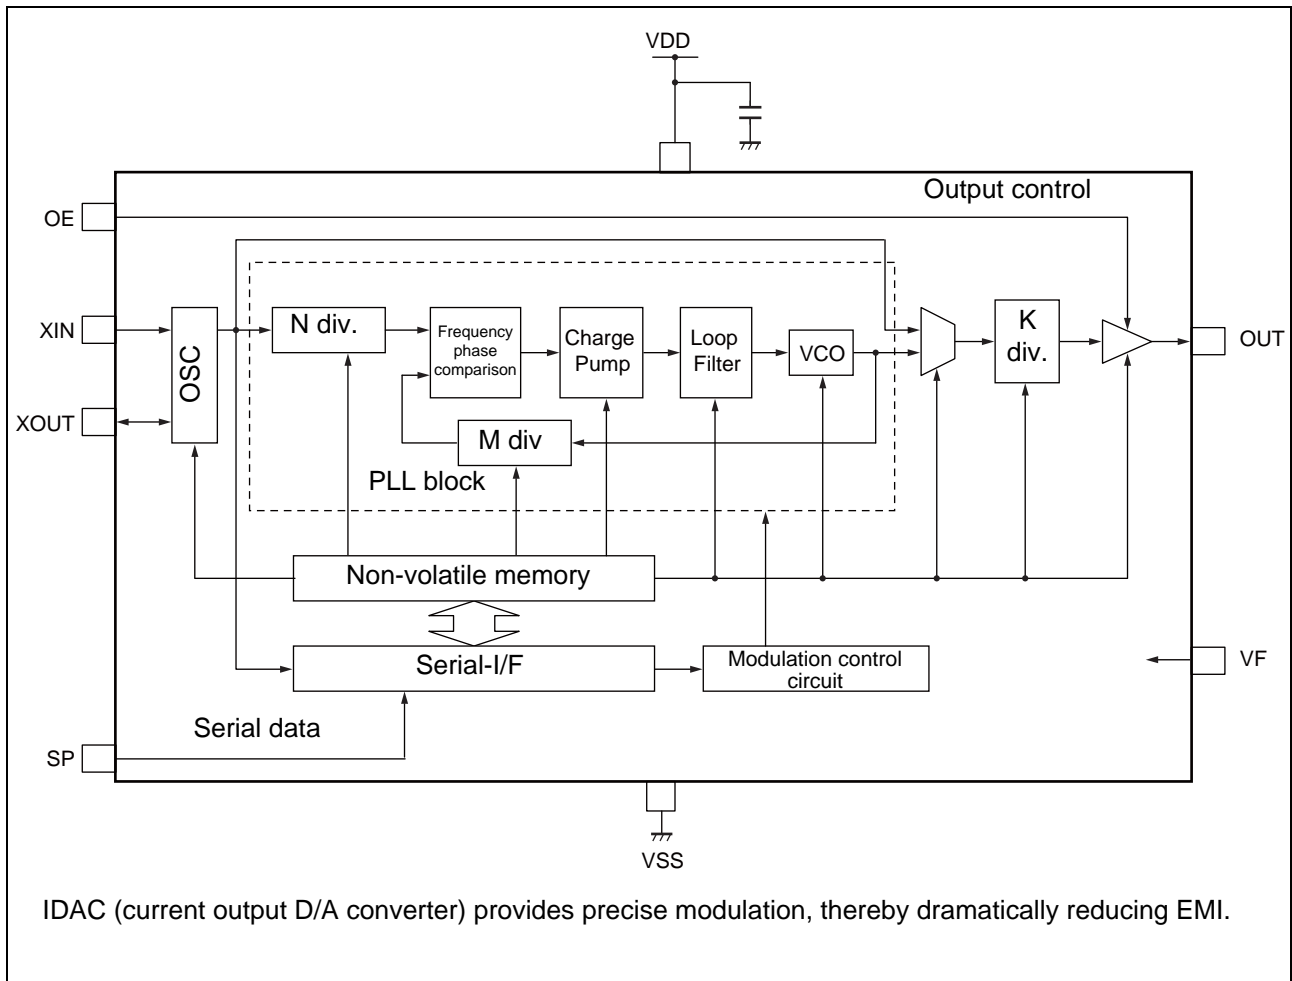 VDD
Output control
OE
XIN
OSC
N div.
Frequency
phase
comparison
Charge
Pump
Loop
Filter
VCO
K
div.
OUT
XOUT
M div
PLL block
Non-volatile memory
Serial-I/F
Modulation control
circuit
VF
Serial data
SP
VSS
IDAC (current output D/A converter) provides precise modulation, thereby dramatically reducing EMI.